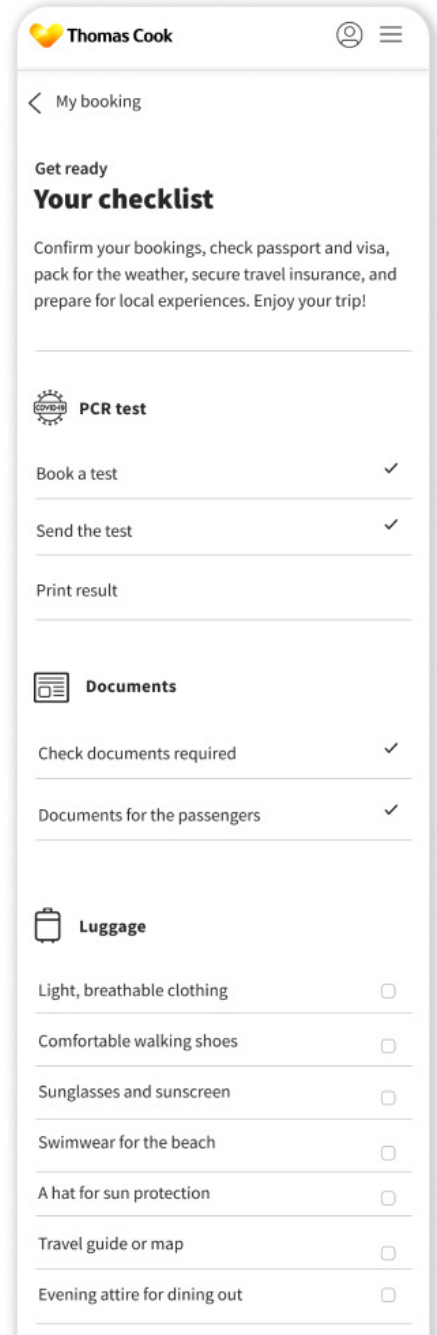 Thomas Cook
My booking
Get ready
Your checklist
Confirm your bookings, check passport and visa,
pack for the weather, secure travel insurance, and
prepare for local experiences. Enjoy your trip!
COVID-19
PCR test
Book a test
Send the test
Print result
Documents
Check documents required
Documents for the passengers
Luggage
Light, breathable clothing
Comfortable walking shoes
Sunglasses and sunscreen
Swimwear for the beach
A hat for sun protection
Travel guide or map
Evening attire for dining out